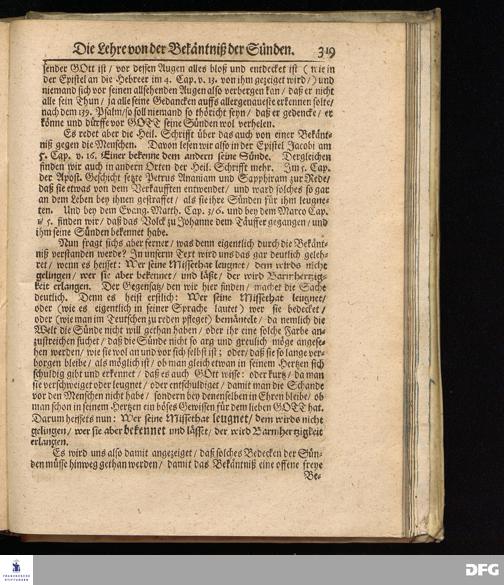 Die Lehre von der Bekäntniß der Sünden. 319
sender GOtt ist / vor dessen Augen alles bloß und entdecket ist (wie in
der Epistel an die Hebreer im 4. Cap. v. 13. von ihm gezeiget wird /) und
niemand sich vor seinen allsehenden Augen also verbergen kan / daß er nicht
alle sein Thun / ja alle seine Gedancken auffs allergenaueste erkennen solte /
nach dem 139. Psalm / so soll niemand so thöricht seyn / daß er gedencke / er
könne und dürffe vor GOTT seine Sünden wol verhelen.
Es redet aber die Heil. Schrifft über das auch von einer Bekänt-
niß gegen die Menschen. Davon lesen wir also in der Epistel Jacobi am
5. Cap. v. 16. Einer bekenne dem andern seine Sünde. Dergleichen
finden wir auch in andern Orten der Heil. Schrifft mehr. Im 5. Cap.
der Apost. Geschicht setzt Petrus Ananiam und Sapphiram zur Rede /
daß sie etwas von dem Verkaufften entwendet / und ward solches so gar
an dem Leben bey ihnen gestraffet / als sie ihre Sünden für ihm leugne-
ten. Und bey dem Evang. Matth. Cap. 3/6. und bey dem Marco Cap.
1/ 5. finden wir / daß das Volck zu Johanne dem Täuffer gegangen / und
ihm seine Sünden bekennet habe.
Nun fragt sichs aber ferner / was denn eigentlich durch die Bekänt-
niß verstanden werde? In unserm Text wird uns das gar deutlich geleh-
ret / wenn es heisset: Wer seine Missethat leugnet / dem wirds nicht
gelingen / wer sie aber bekennet / und läßt / der wird Barmhertzig-
keit erlangen. Der Gegensatz / den wir hier finden / machet die Sache
deutlich. Denn es heist erstlich: Wer seine Missethat leugnet /
oder (wie es eigentlich in seiner Sprache lautet) wer sie bedecket /
oder (wie man im Teutschen zu reden pfleget) bemäntelt / da nemlich die
Welt die Sünde nicht will gethan haben / oder ihr eine solche Farbe an-
zustreichen suchet / daß die Sünde nicht so arg und greulich möge angese-
hen werden / wie sie wol an und vor sich selbst ist; oder / daß sie so lange ver-
borgen bleibe / als möglich ist / ob man gleich etwan in seinem Hertzen sich
schuldig gibt und erkennet / daß es auch GOtt wisse: oder kurtz / da man
sie verschweiget oder leugnet / oder entschuldiget / damit man die Schande
vor den Menschen nicht habe / sondern bey denenselben in Ehren bleibe / ob
man schon in seinem Hertzen ein böses Gewissen für dem lieben GOTT hat.
Darum heissets nun: Wer seine Missethat leugnet / dem wirds nicht
gelingen / wer sie aber bekennet und läßt / der wird Barmhertzigkeit
erlangen.
Es wird uns also damit angezeiget / daß solches Bedecken der Sün-
den müsse hinweg gethan werden / damit das Bekäntniß eine offene freye
Be-
FRANCKESCHE
STIFTUNGEN
DFG